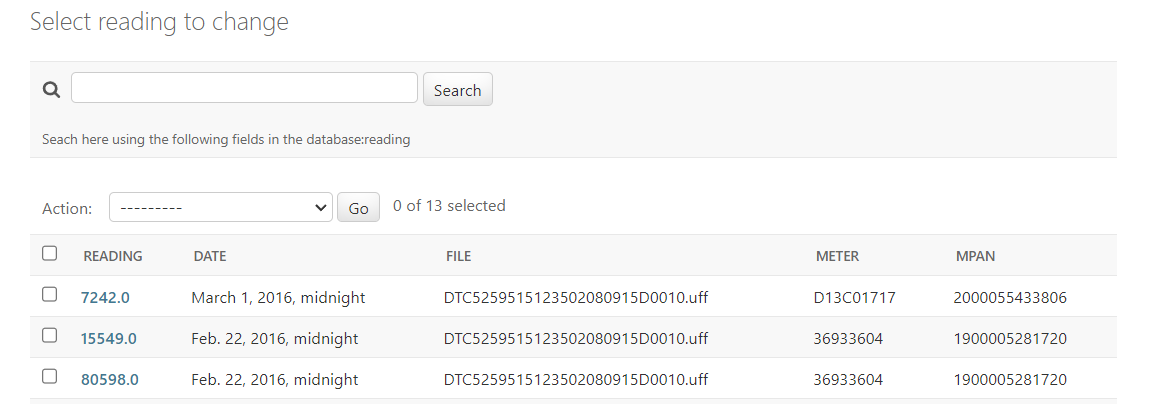 Select reading to change
Search
Seach here using the following fields in the database:reading
Action: --------- Go 0 of 13 selected
READING DATE FILE METER MPAN
7242.0 March 1, 2016, midnight DTC5259515123502080915D0010.uff D13C01717 2000055433806
15549.0 Feb. 22, 2016, midnight DTC5259515123502080915D0010.uff 36933604 1900005281720
80598.0 Feb. 22, 2016, midnight DTC5259515123502080915D0010.uff 36933604 1900005281720